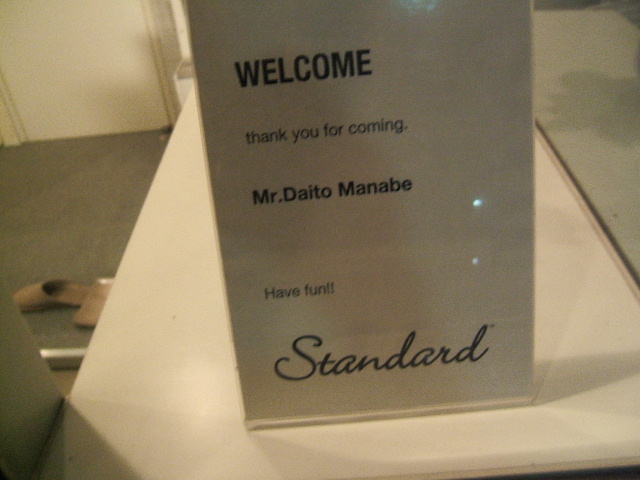 WELCOME
thank you for coming.
Mr.Daito Manabe
Have fun!!
Standard